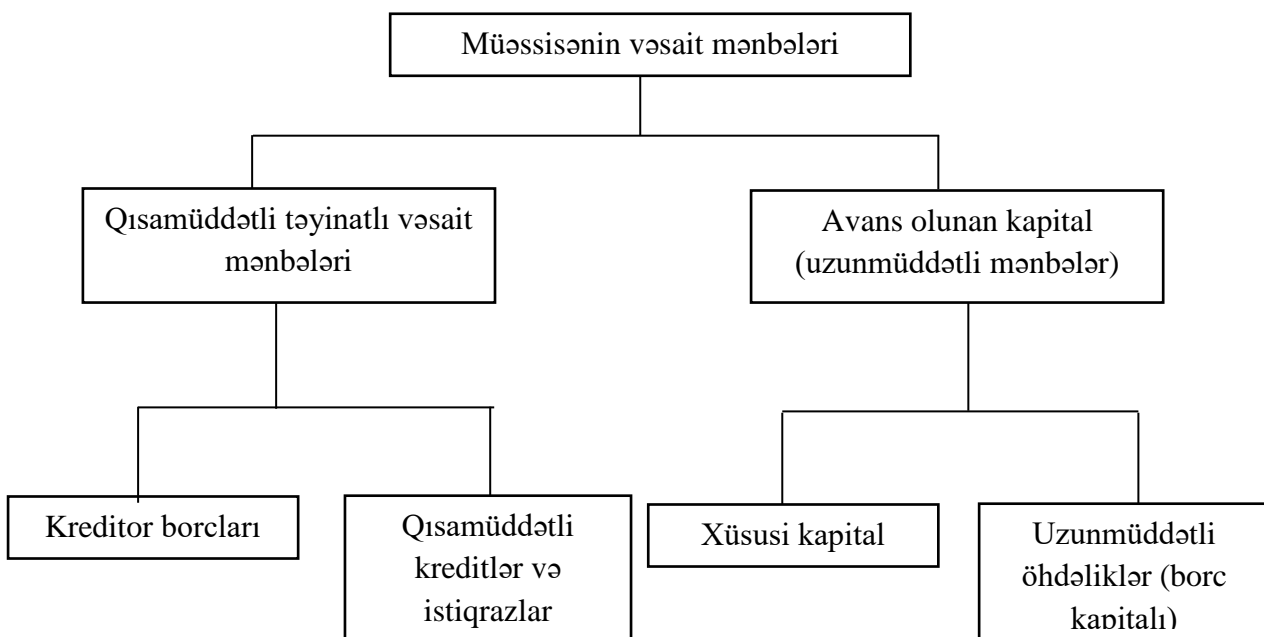 Müəssisənin vəsait mənbələri
Qısamüddətli təyinatlı vəsait
mənbələri
Avans olunan kapital
(uzunmüddətli mənbələr)
Kreditor borcları
Qısamüddətli
kreditlər və
istiqrazlar
Xüsusi kapital
Uzunmüddətli
öhdəliklər (borc
kapitalı)